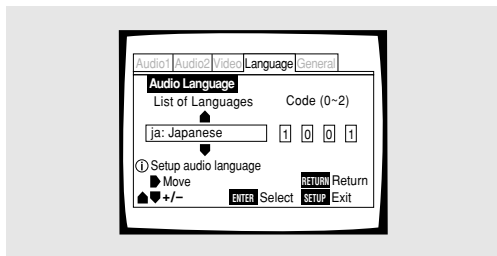 Audio1 Audio2 Video Language General
Audio Language
List of Languages Code (0~2)
ja: Japanese 1 0 0 1
i Setup audio language
Move RETURN Return
+/– ENTER Select SETUP Exit